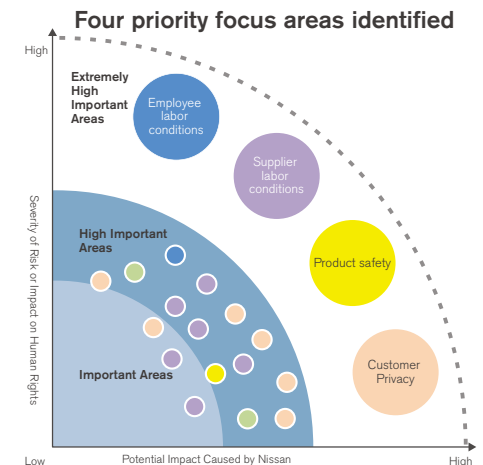 Four priority focus areas identified
High
Extremely
High
Important
Areas
Employee
labor
conditions
Supplier
labor
conditions
Severity of Risk or Impact on Human Rights
High Important
Areas
Product safety
Important Areas
Customer
Privacy
Low
Potential Impact Caused by Nissan
High